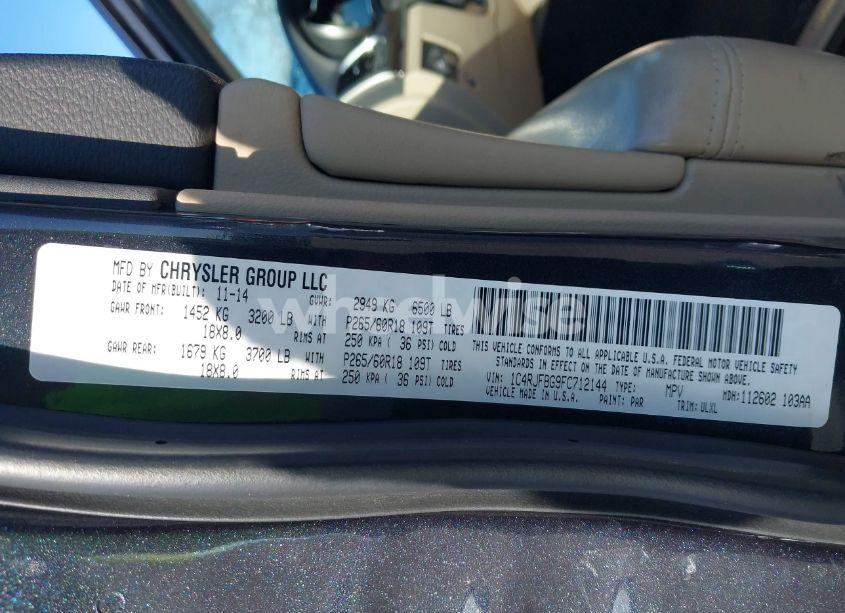 MFD BY CHRYSLER GROUP LLC
DATE OF MFR(BUILT): 11-14 GVWR: 2949 KG 6500 LB
GAWR FRONT: 1452 KG 3200 LB WITH P265/60R18 109T TIRES
18X8.0 RIMS AT 250 KPA ( 36 PSI) COLD
GAWR REAR: 1679 KG 3700 LB WITH P265/60R18 109T TIRES
18X8.0 RIMS AT 250 KPA ( 36 PSI) COLD
THIS VEHICLE CONFORMS TO ALL APPLICABLE U.S.A. FEDERAL MOTOR VEHICLE SAFETY
STANDARDS IN EFFECT ON THE DATE OF MANUFACTURE SHOWN ABOVE.
VIN: 1C4RJFBG9FC712144 TYPE: MPV MDH: 112602 103AA
VEHICLE MADE IN U.S.A. PAINT: PAR TRIM: ULXL